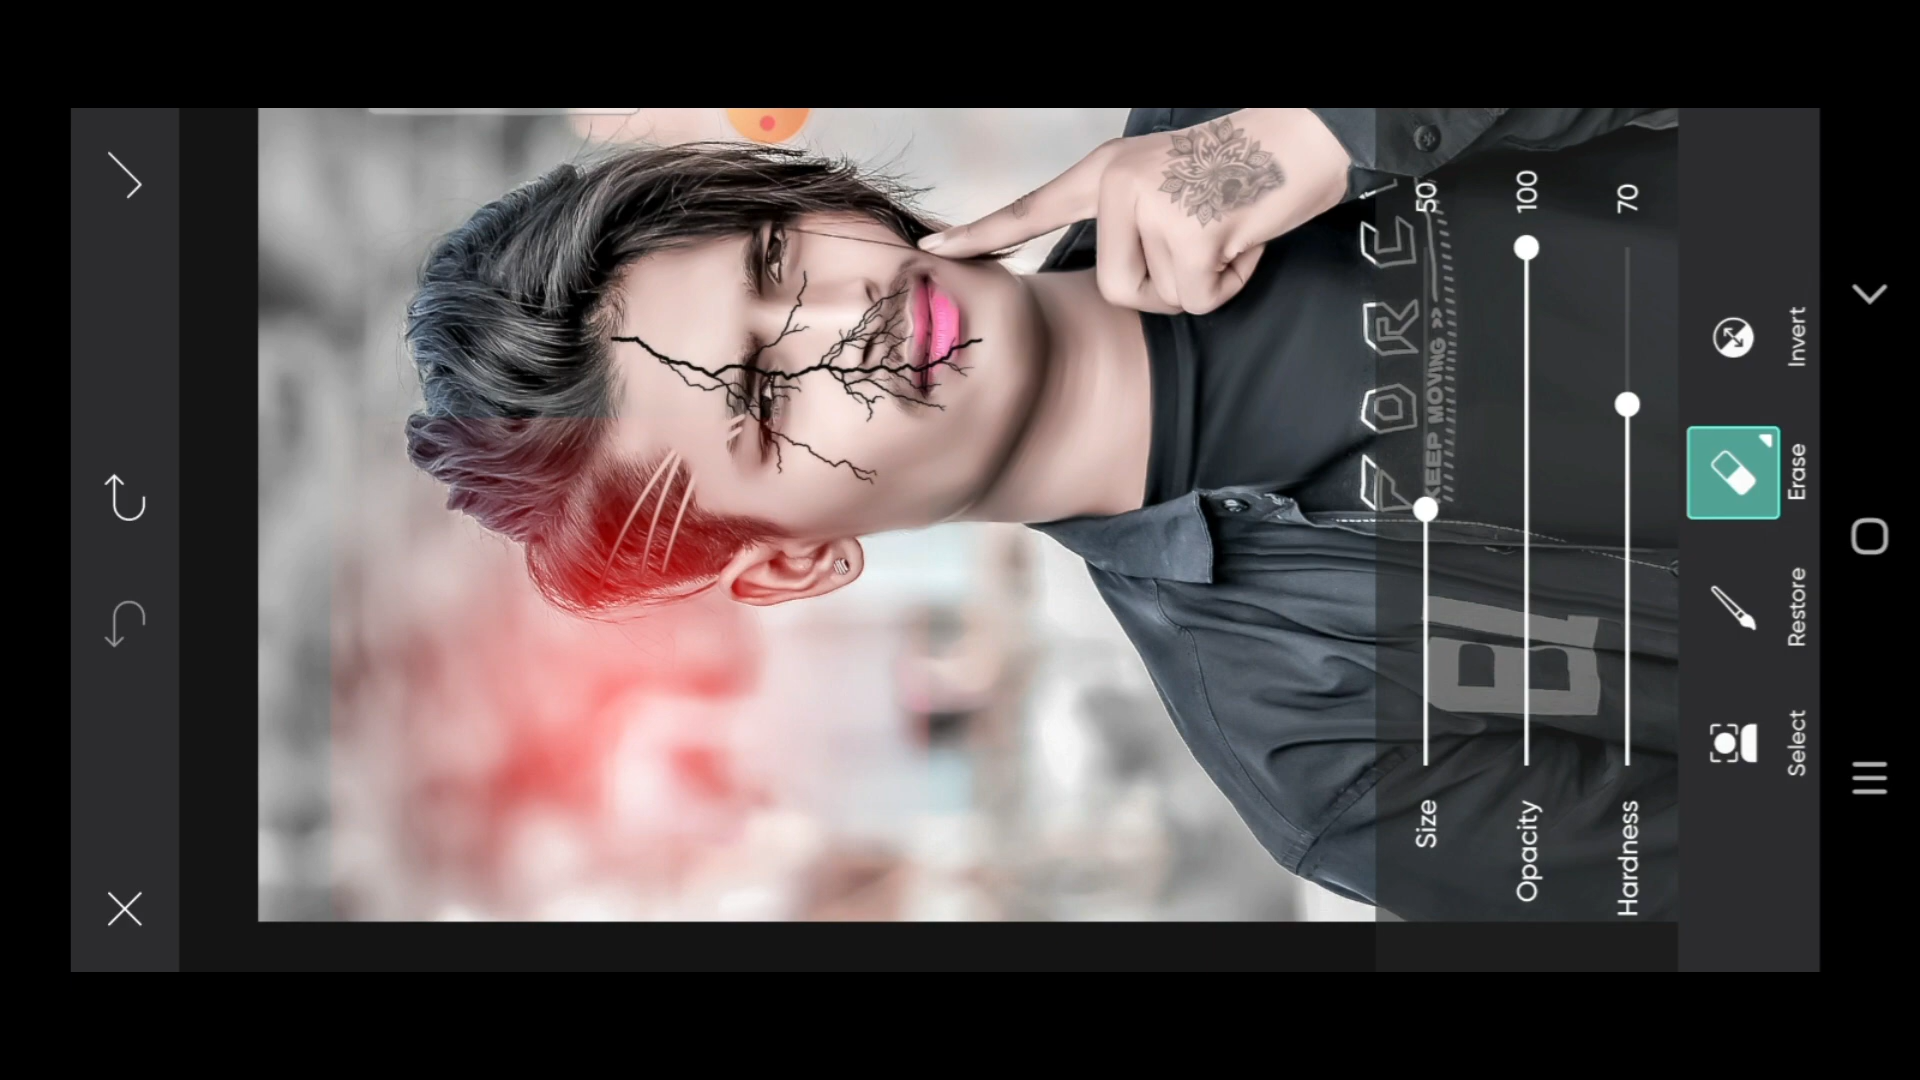 FORC
KEEP MOVING »
Size 50
Opacity 100
Hardness 70
Select
Restore
Erase
Invert